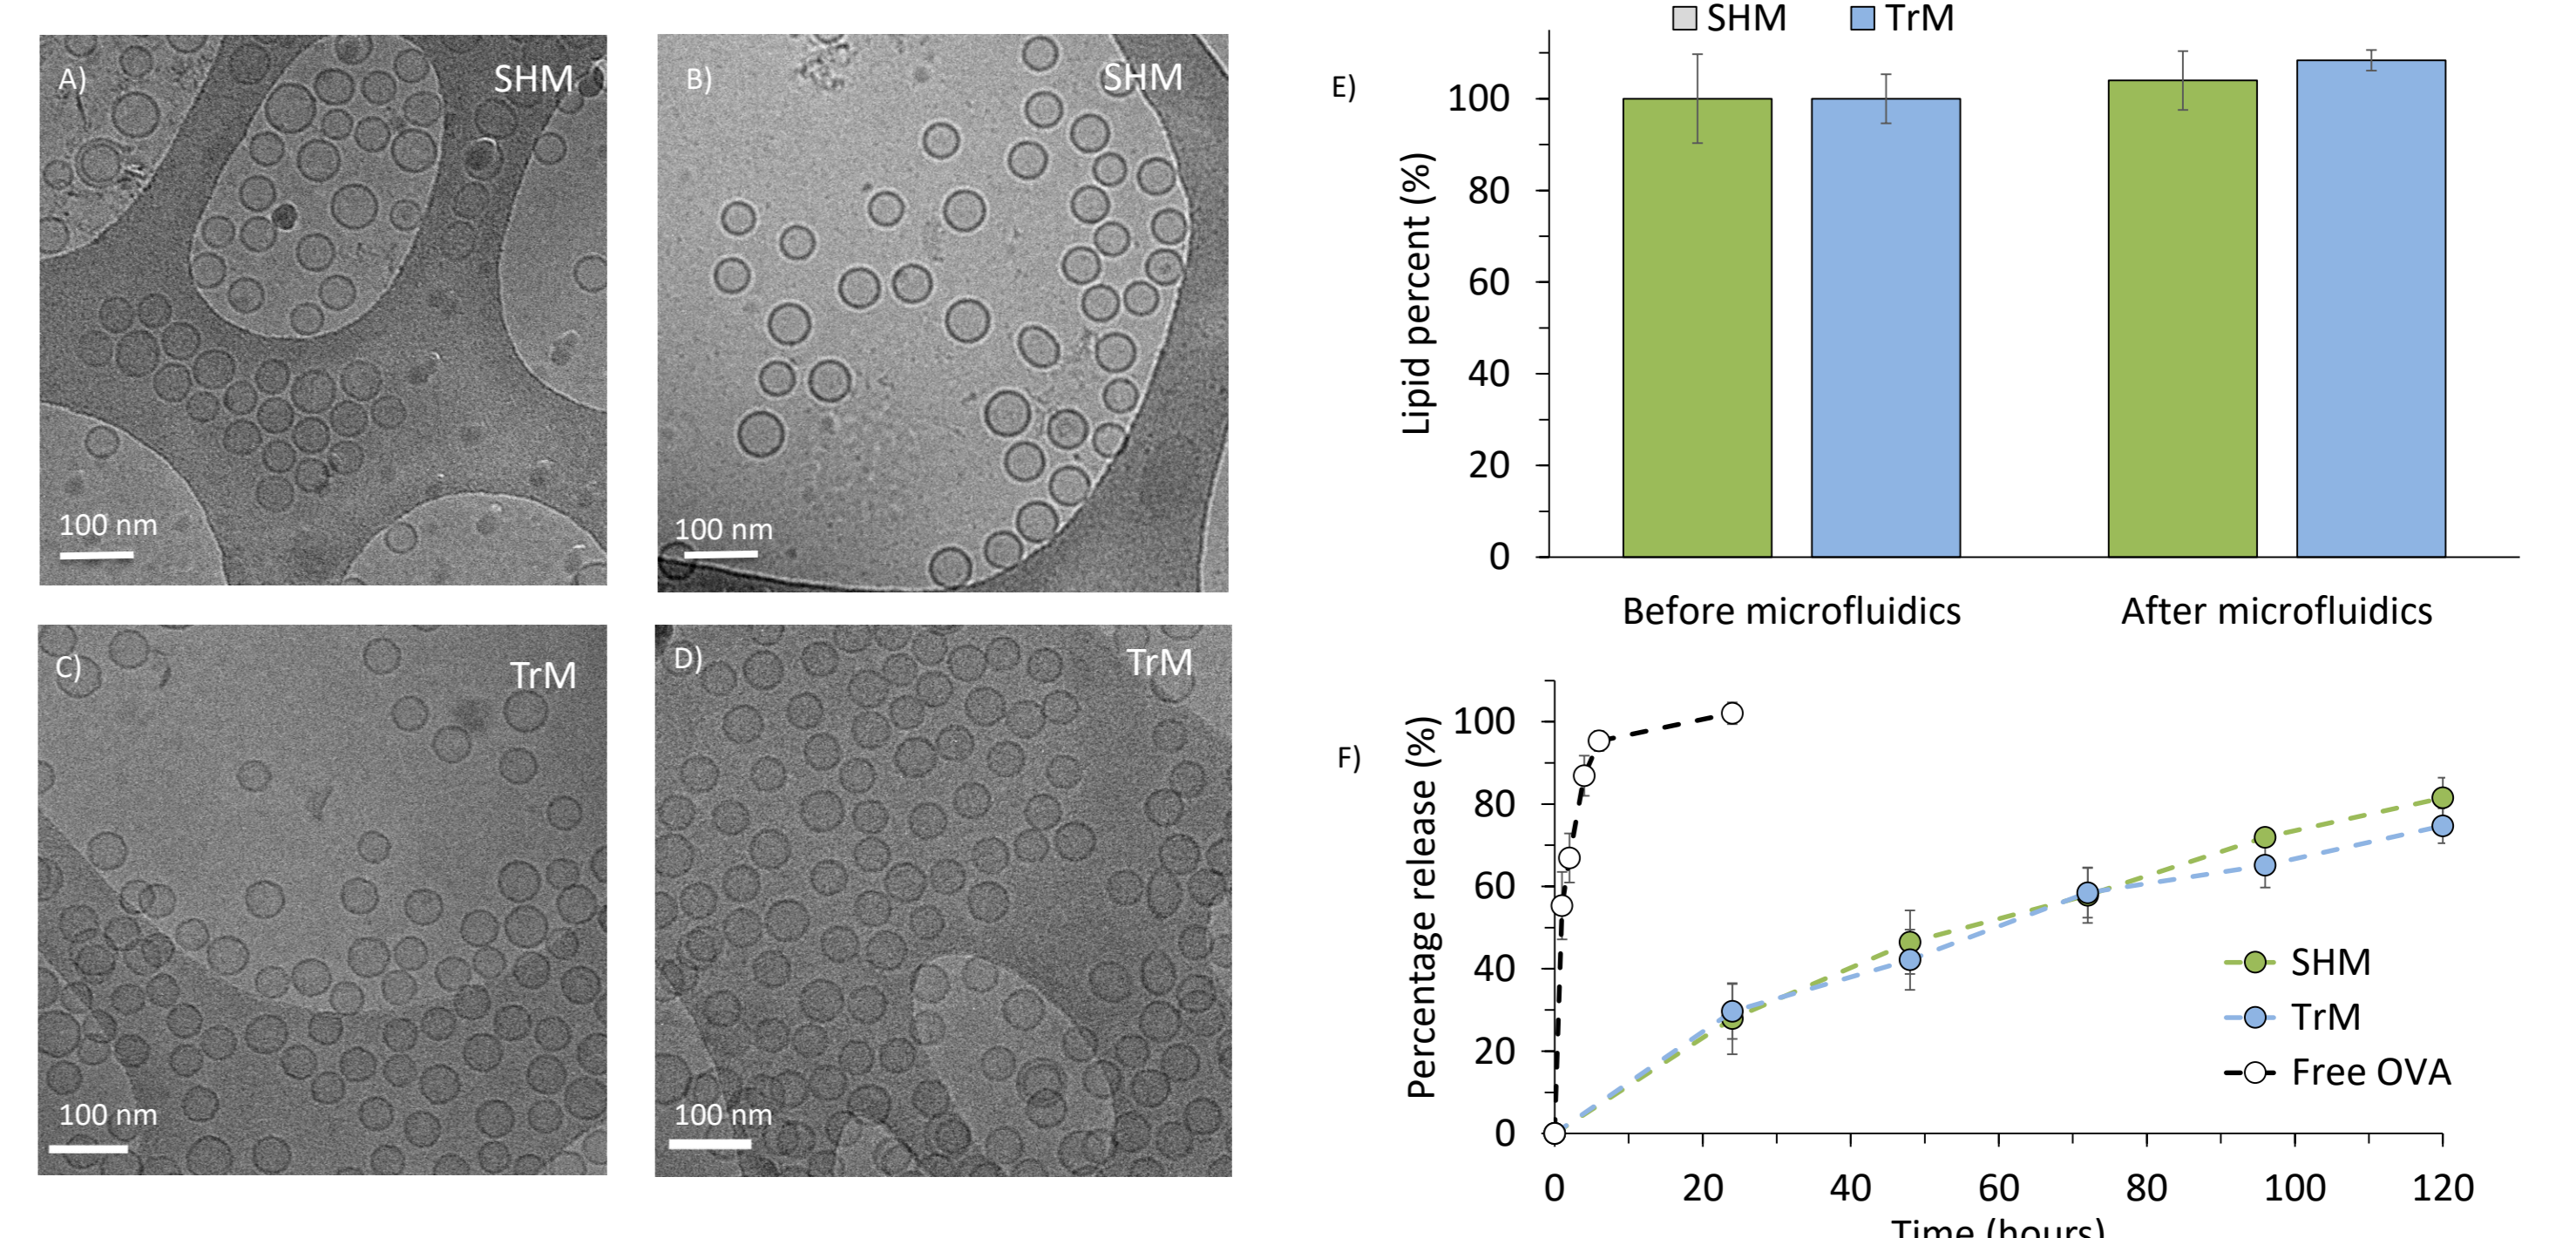 A)
SHM
100 nm
B)
SHM
100 nm
C)
TrM
100 nm
D)
TrM
100 nm
SHM
TrM
E)
Lipid percent (%)
100
80
60
40
20
0
Before microfluidics
After microfluidics
F)
Percentage release (%)
100
80
60
40
20
0
SHM
TrM
Free OVA
0 20 40 60 80 100 120
Time (hours)